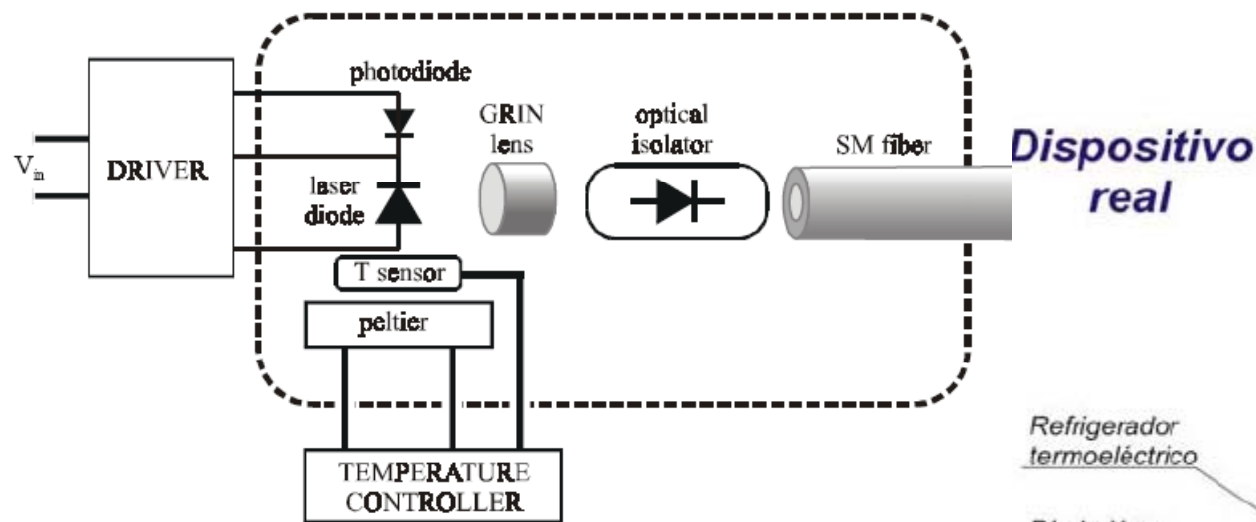 photodiode
GRIN
lens
optical
isolator
SM fiber
V_in
DRIVER
laser
diode
T sensor
peltier
TEMPERATURE
CONTROLLER
Dispositivo
real
Refrigerador
termoeléctrico